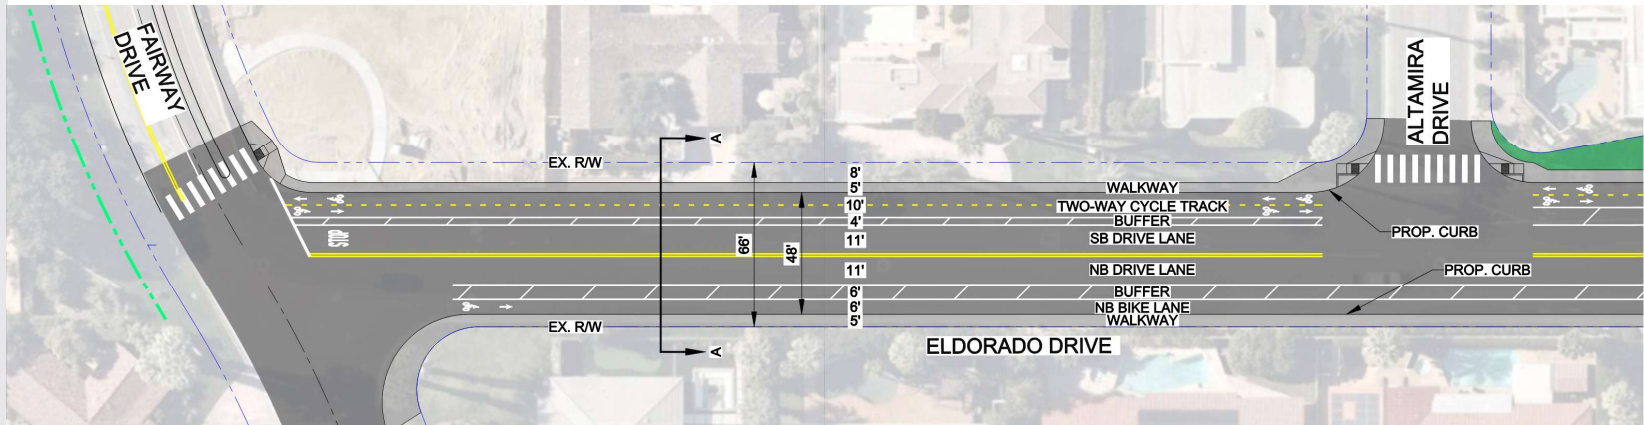 FAIRWAY
DRIVE
ALTAMIRA
DRIVE
A
EX. R/W
8'
5'
WALKWAY
10'
TWO-WAY CYCLE TRACK
4'
BUFFER
PROP. CURB
STOP
66'
48'
11'
SB DRIVE LANE
11'
NB DRIVE LANE
PROP. CURB
6'
BUFFER
6'
NB BIKE LANE
5'
WALKWAY
EX. R/W
A
ELDORADO DRIVE